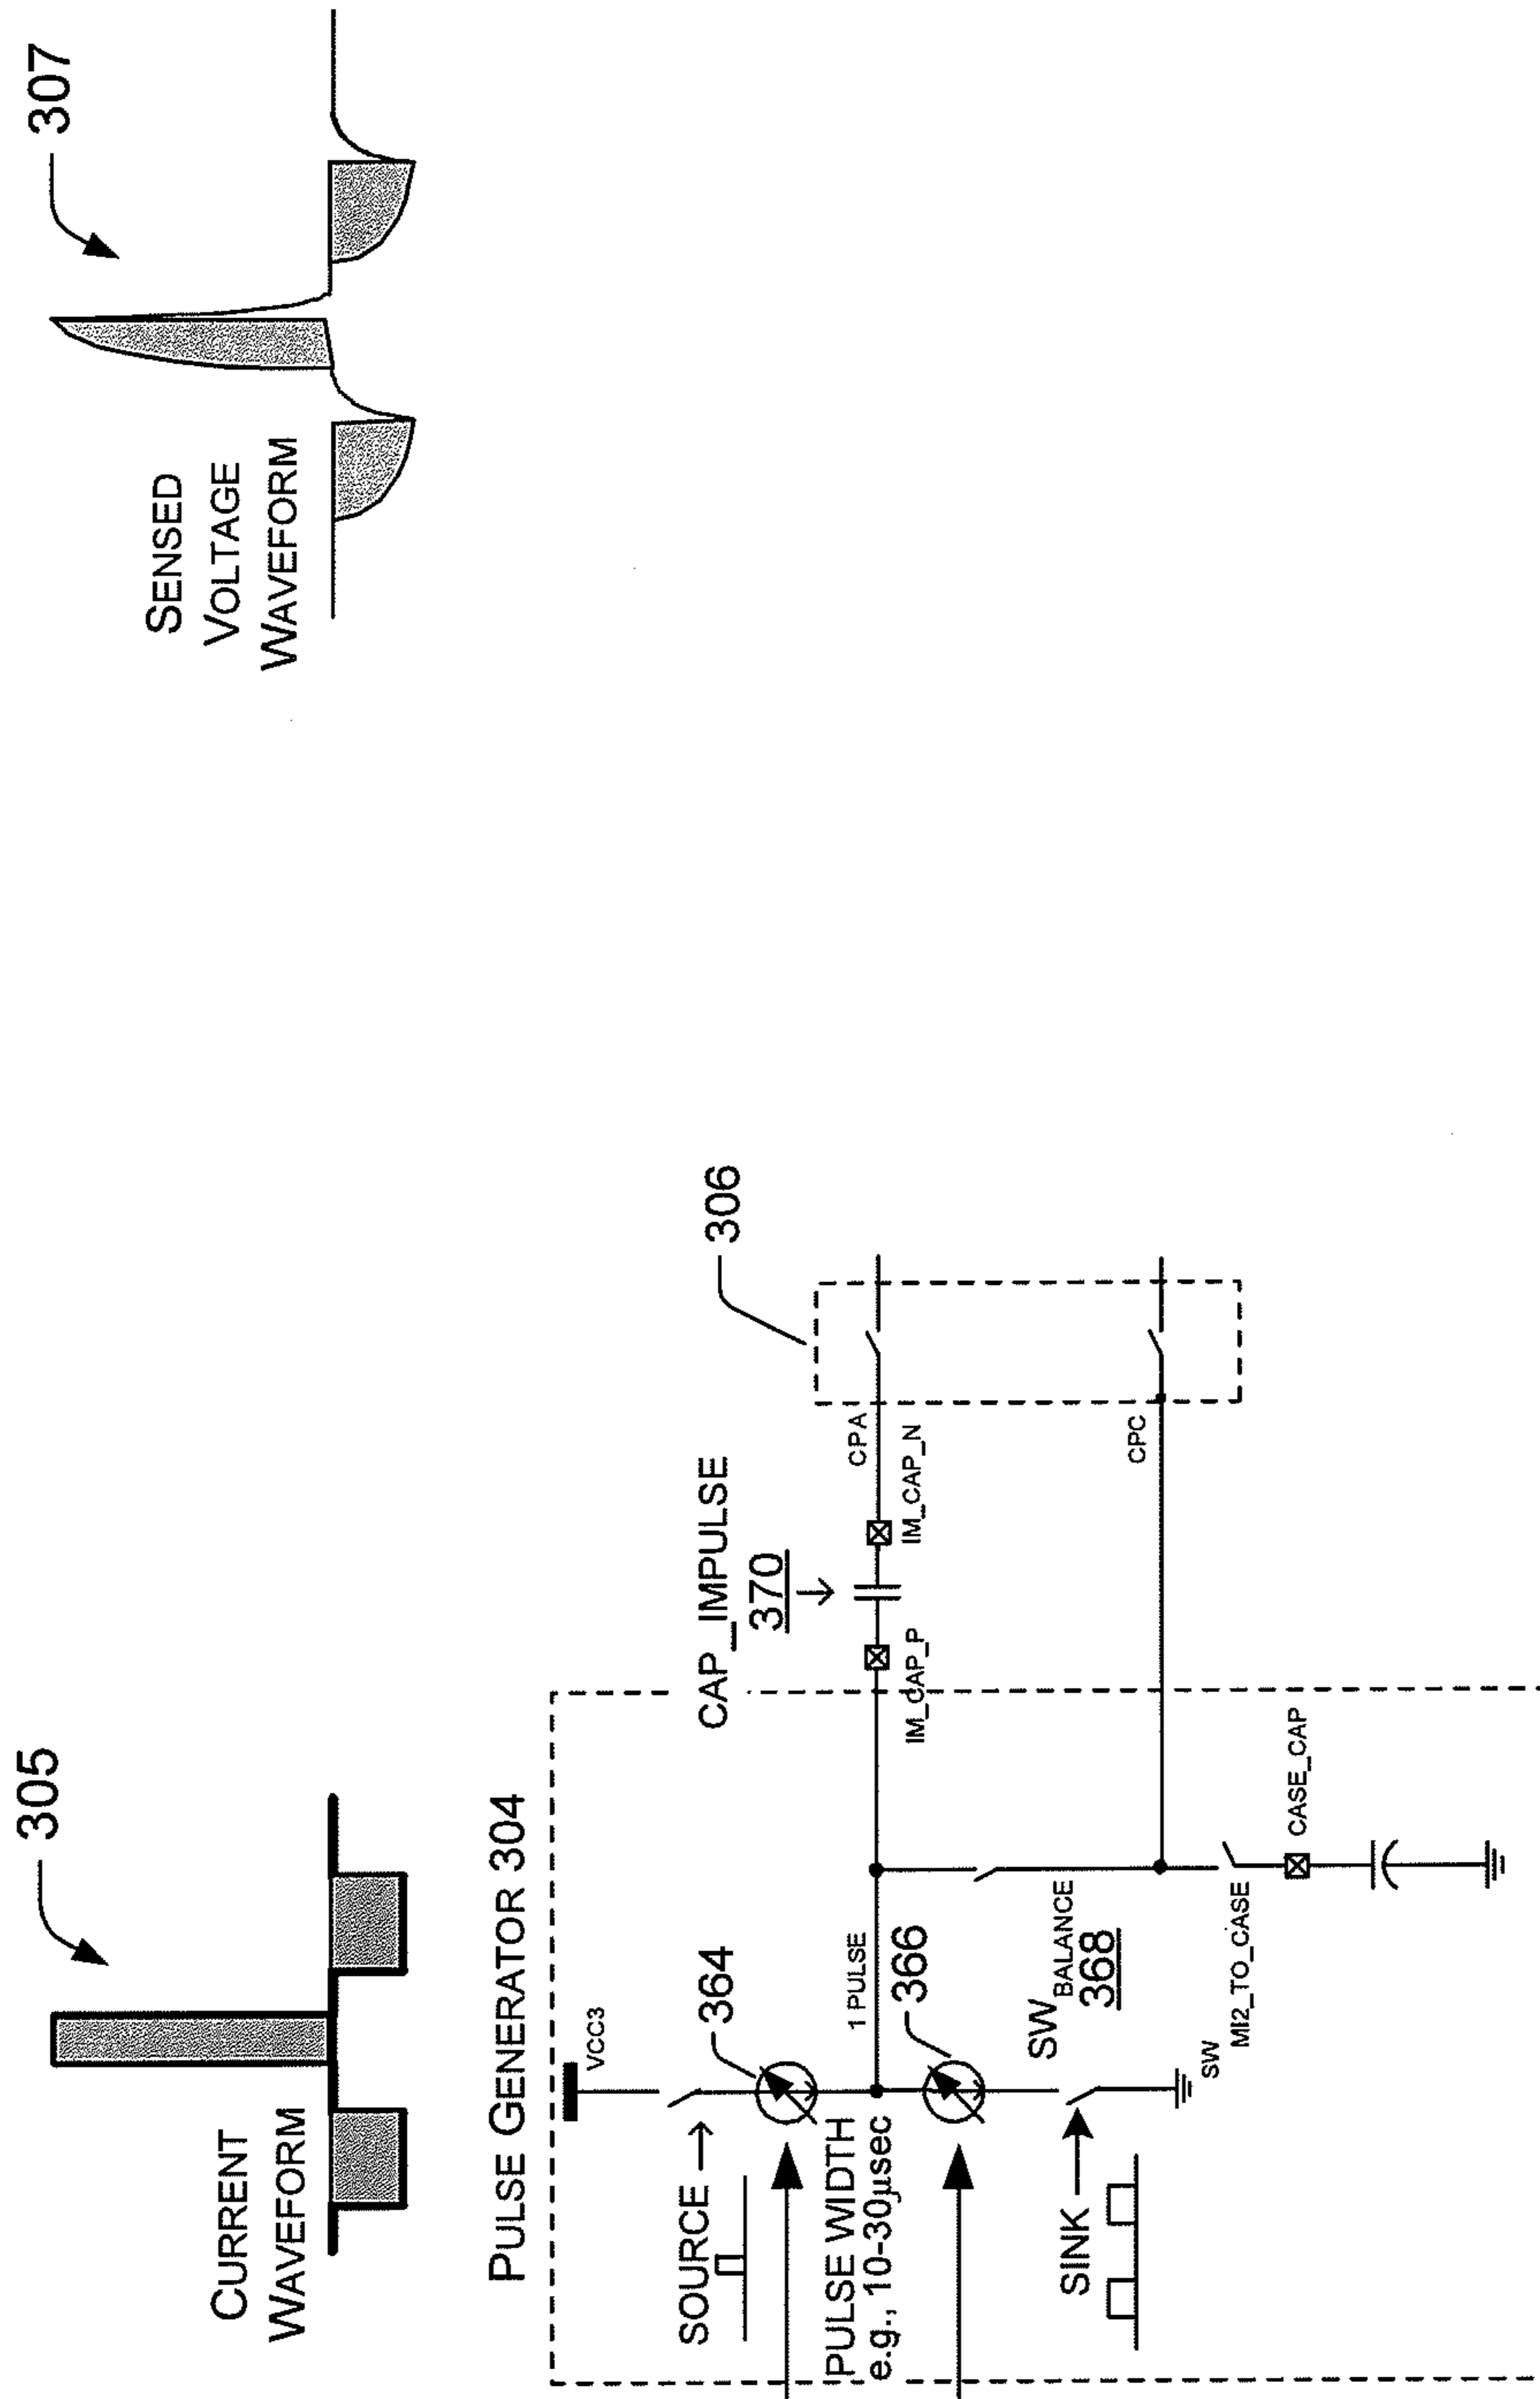 305
CURRENT
WAVEFORM
307
SENSED
VOLTAGE
WAVEFORM
PULSE GENERATOR 304
VCC3
SOURCE
364
PULSE WIDTH
e.g., 10-30µsec
1 PULSE
366
SINK
SW
BALANCE
368
SW
MI2_TO_CASE
CASE_CAP
CAP_IMPULSE
370
IM_CAP_P
IM_CAP_N
CPA
CPC
306